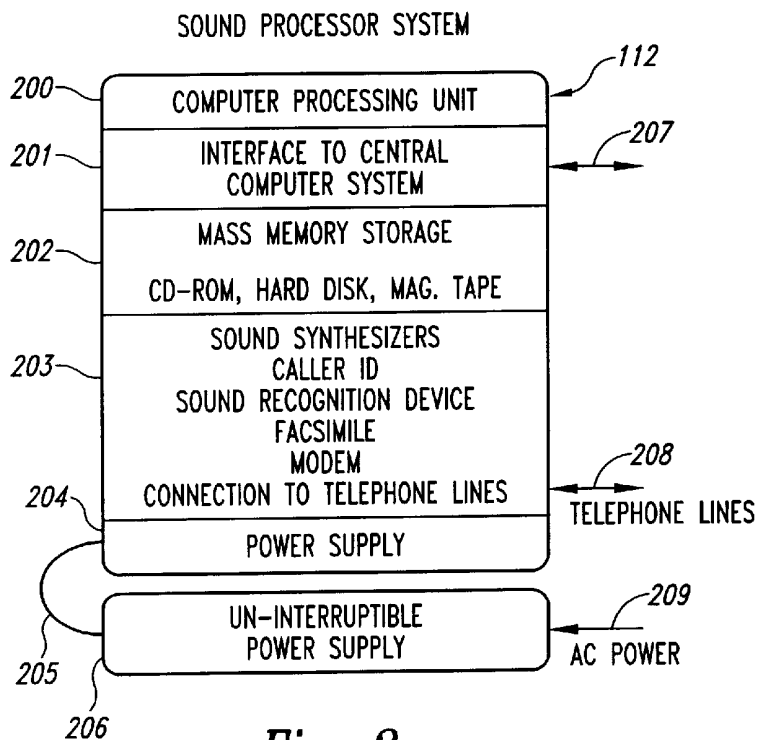 SOUND PROCESSOR SYSTEM
200
COMPUTER PROCESSING UNIT
112
201
INTERFACE TO CENTRAL
COMPUTER SYSTEM
207
202
MASS MEMORY STORAGE
CD-ROM, HARD DISK, MAG. TAPE
203
SOUND SYNTHESIZERS
CALLER ID
SOUND RECOGNITION DEVICE
FACSIMILE
MODEM
CONNECTION TO TELEPHONE LINES
208
TELEPHONE LINES
204
POWER SUPPLY
205
UN-INTERRUPTIBLE
POWER SUPPLY
209
AC POWER
206